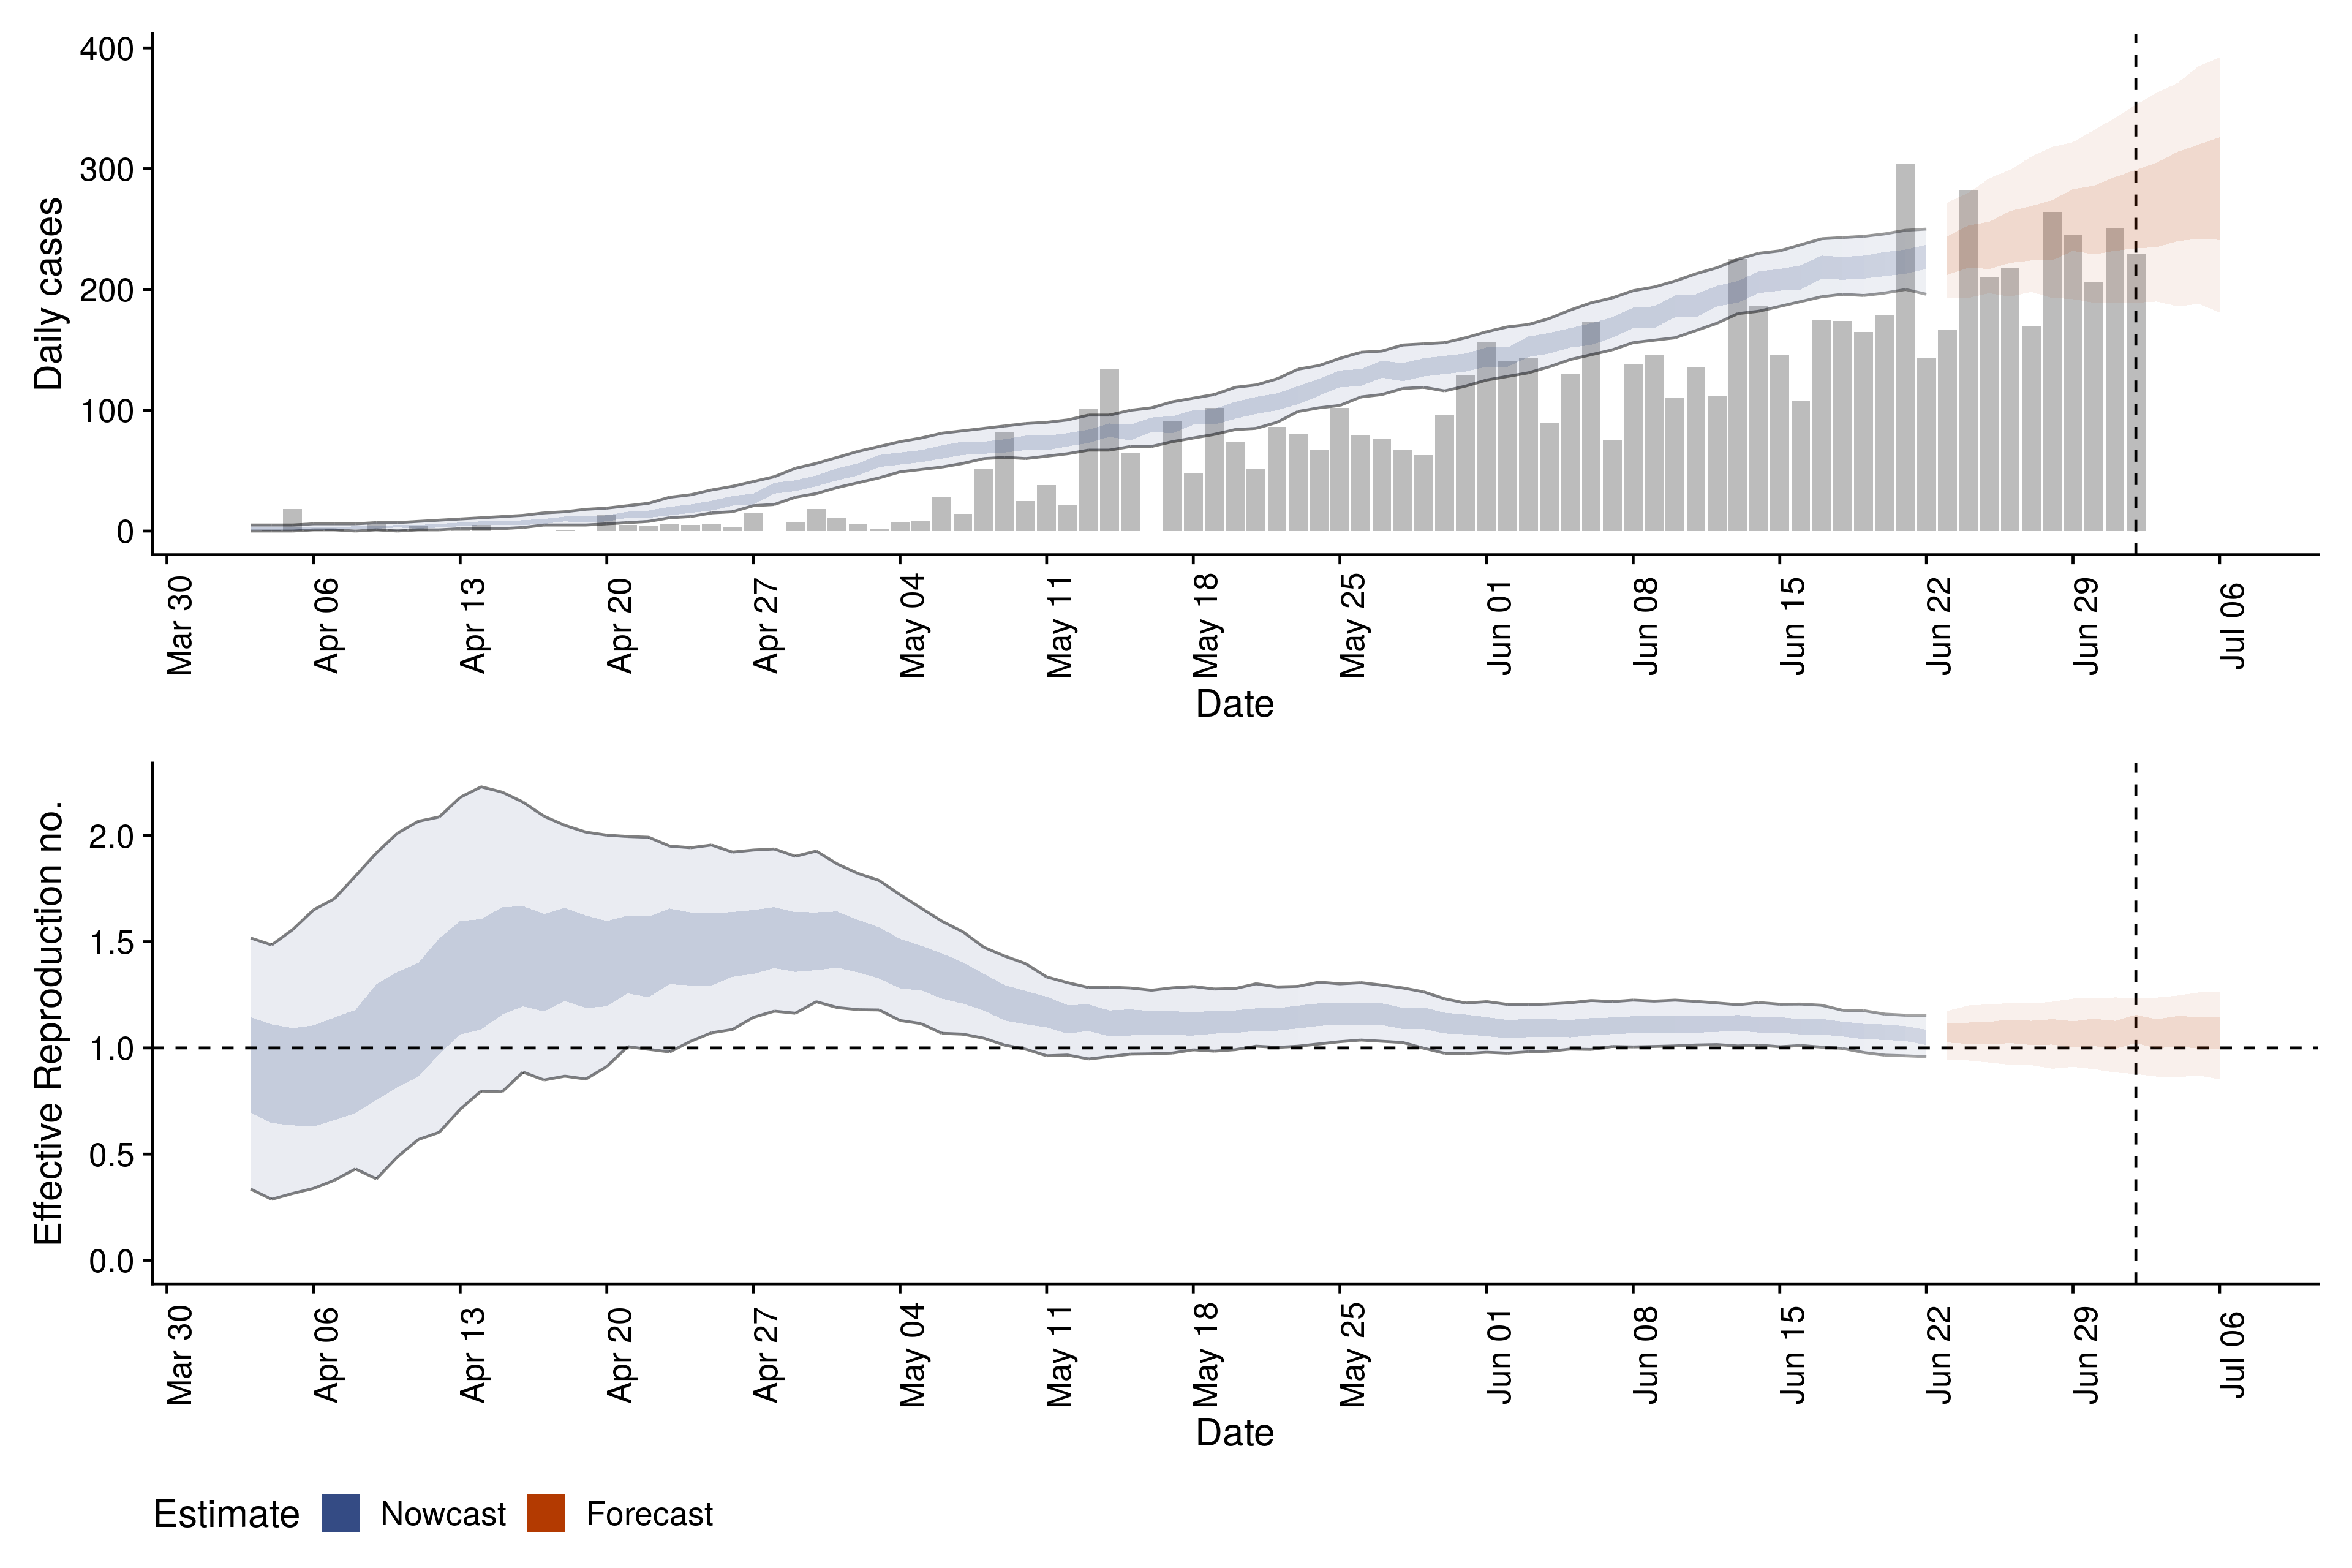 Daily cases
400
300
200
100
0
Mar 30
Apr 06
Apr 13
Apr 20
Apr 27
May 04
May 11
May 18
May 25
Jun 01
Jun 08
Jun 15
Jun 22
Jun 29
Jul 06
Date
Effective Reproduction no.
2.0
1.5
1.0
0.5
0.0
Mar 30
Apr 06
Apr 13
Apr 20
Apr 27
May 04
May 11
May 18
May 25
Jun 01
Jun 08
Jun 15
Jun 22
Jun 29
Jul 06
Date
Estimate Nowcast Forecast